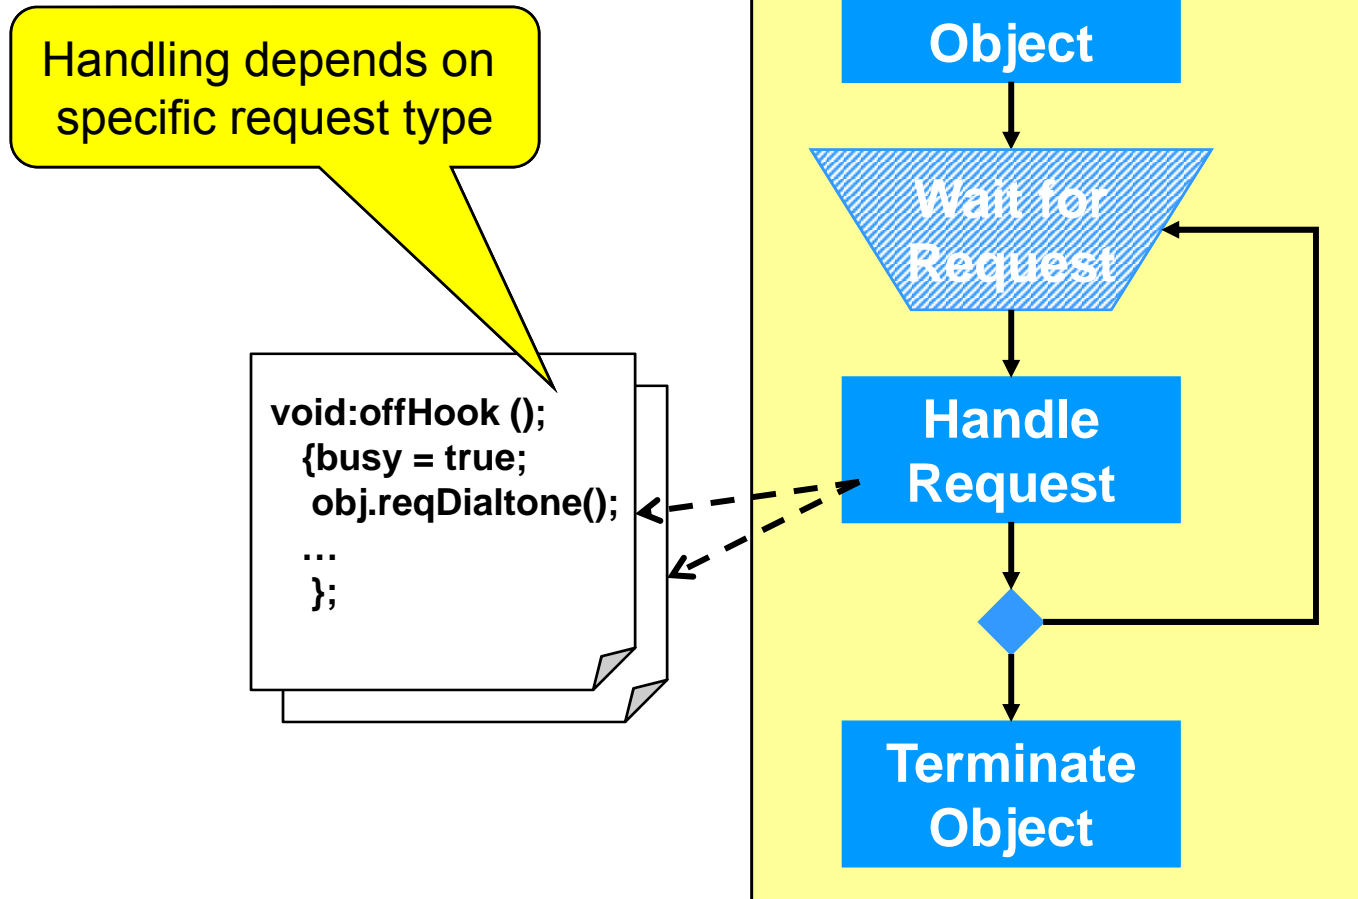 Handling depends on
specific request type
void:offHook ();
{busy = true;
obj.reqDialtone();
…
};
Object
Wait for
Request
Handle
Request
Terminate
Object